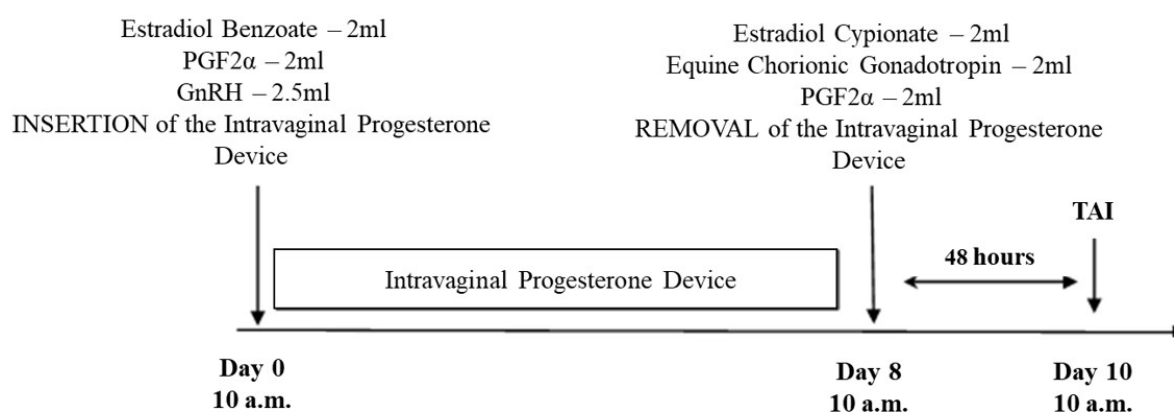 Estradiol Benzoate – 2ml
PGF2α – 2ml
GnRH – 2.5ml
INSERTION of the Intravaginal Progesterone
Device
Estradiol Cypionate – 2ml
Equine Chorionic Gonadotropin – 2ml
PGF2α – 2ml
REMOVAL of the Intravaginal Progesterone
Device
TAI
48 hours
Intravaginal Progesterone Device
Day 0
10 a.m.
Day 8
10 a.m.
Day 10
10 a.m.